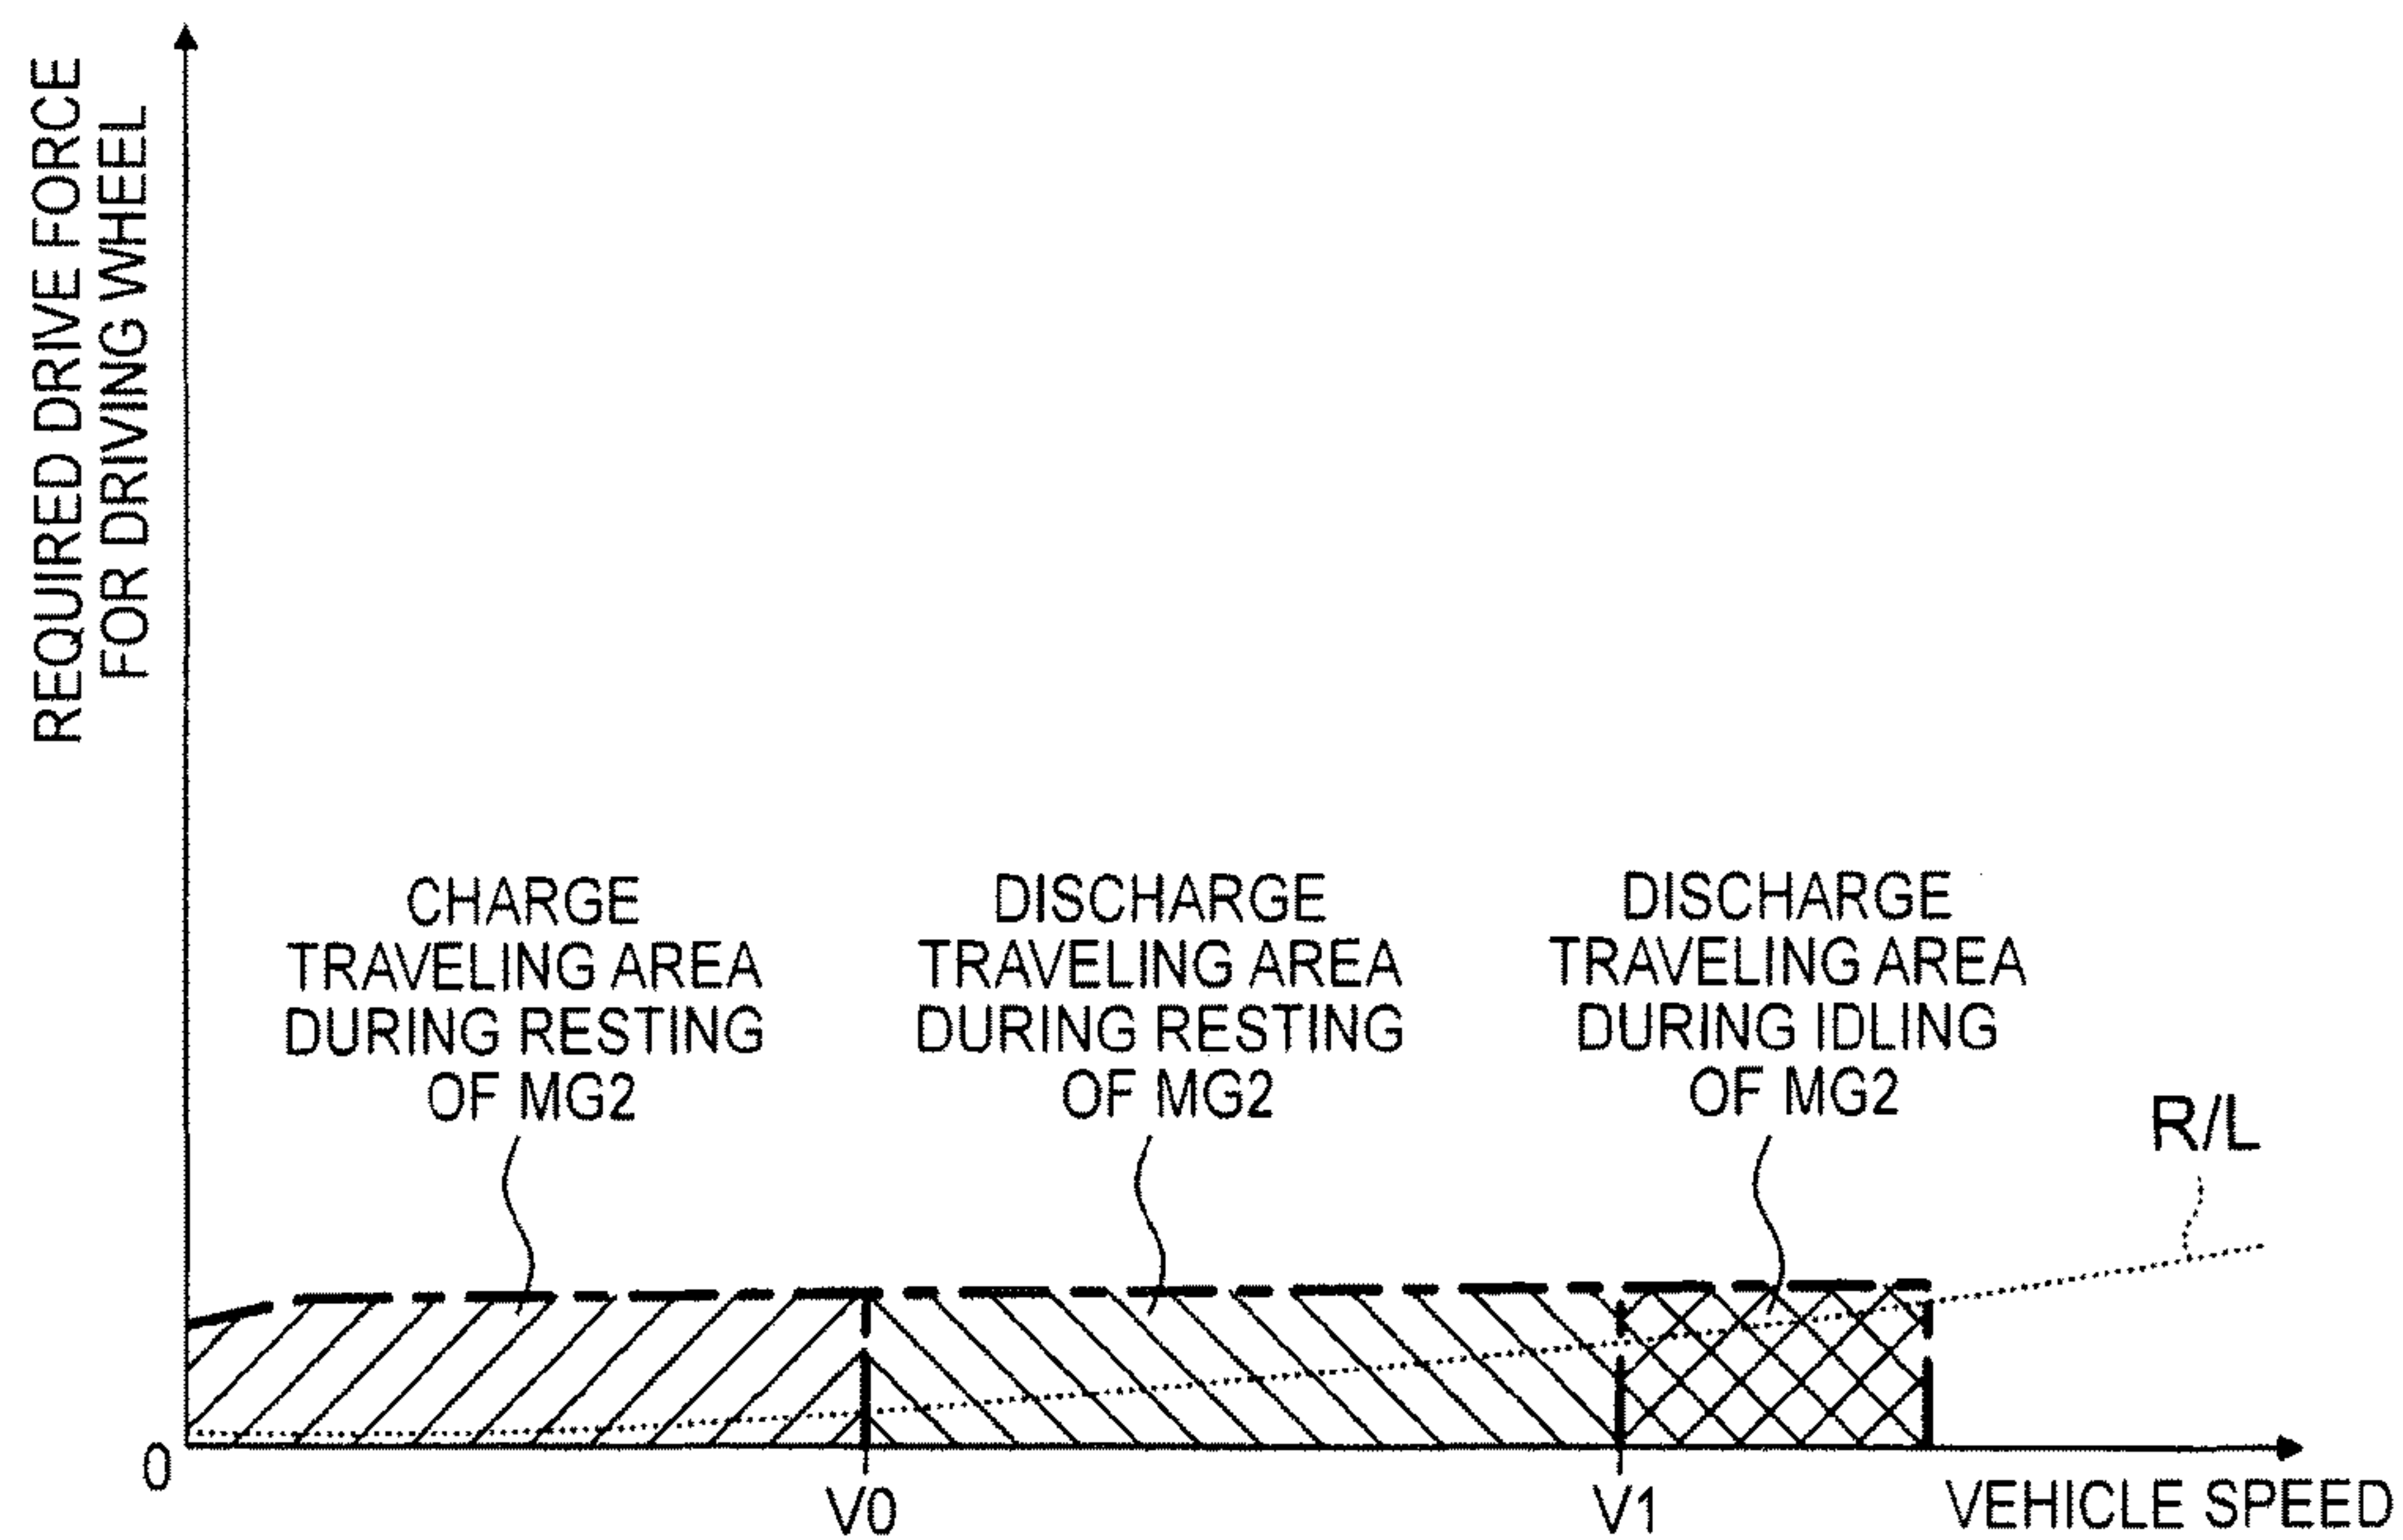 REQUIRED DRIVE FORCE
FOR DRIVING WHEEL
CHARGE
TRAVELING AREA
DURING RESTING
OF MG2
DISCHARGE
TRAVELING AREA
DURING RESTING
OF MG2
DISCHARGE
TRAVELING AREA
DURING IDLING
OF MG2
R/L
0
V0
V1
VEHICLE SPEED